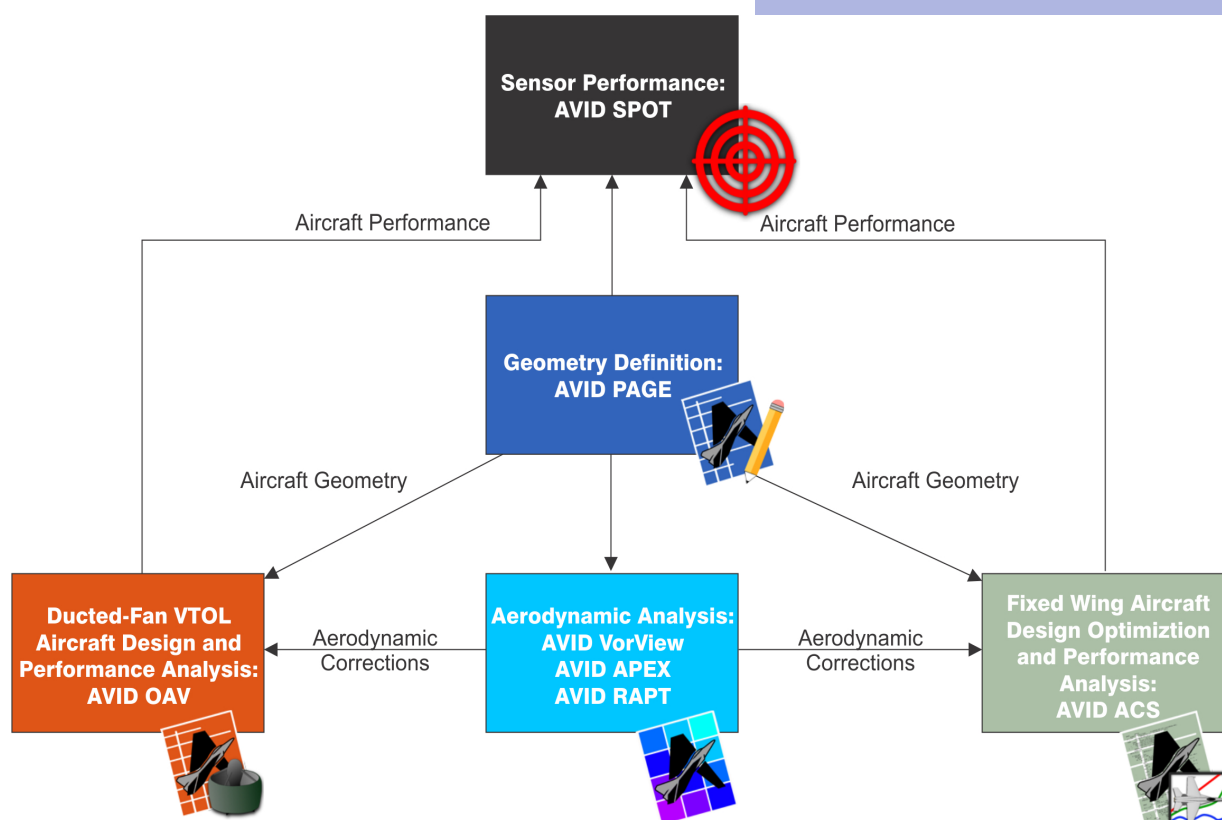 Sensor Performance:
AVID SPOT
Aircraft Performance
Aircraft Performance
Geometry Definition:
AVID PAGE
Aircraft Geometry
Aircraft Geometry
Ducted-Fan VTOL
Aircraft Design and
Performance Analysis:
AVID OAV
Aerodynamic
Corrections
Aerodynamic Analysis:
AVID VorView
AVID APEX
AVID RAPT
Aerodynamic
Corrections
Fixed Wing Aircraft
Design Optimiztion
and Performance
Analysis:
AVID ACS